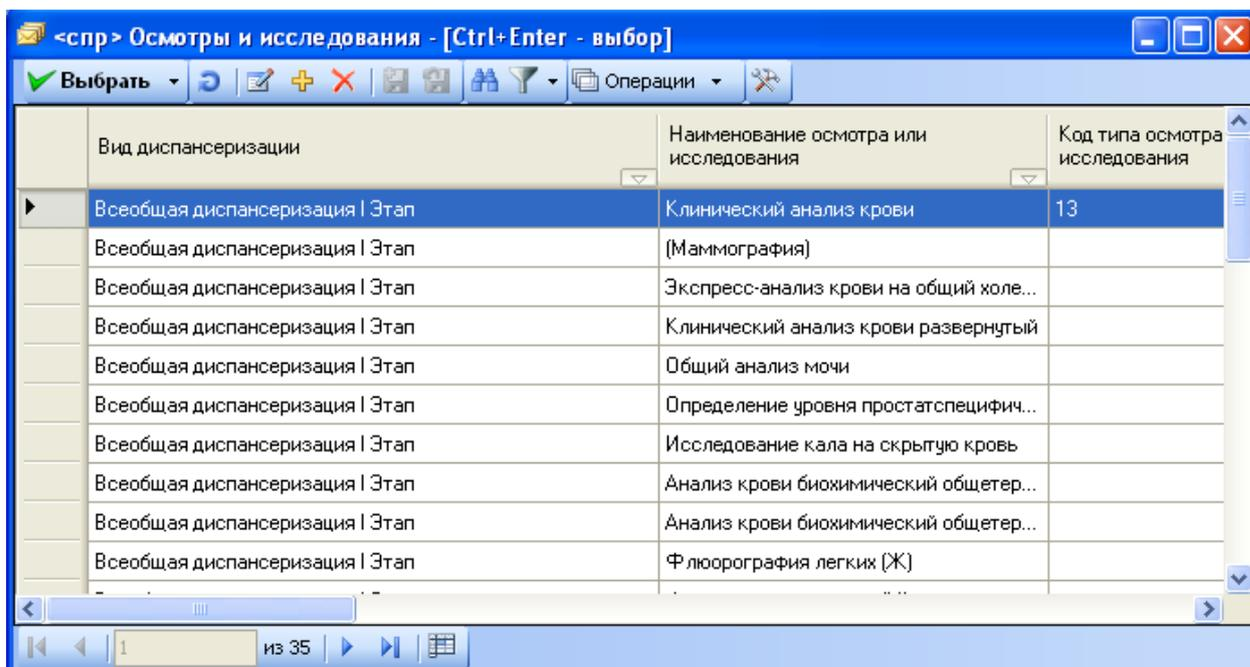 <спр> Осмотры и исследования - [Ctrl+Enter - выбор]
Выбрать Операции
Вид диспансеризации Наименование осмотра или исследования Код типа осмотра исследования
Всеобщая диспансеризация I Этап Клинический анализ крови 13
Всеобщая диспансеризация I Этап (Маммография)
Всеобщая диспансеризация I Этап Экспресс-анализ крови на общий холе...
Всеобщая диспансеризация I Этап Клинический анализ крови развернутый
Всеобщая диспансеризация I Этап Общий анализ мочи
Всеобщая диспансеризация I Этап Определение уровня простатспецифич...
Всеобщая диспансеризация I Этап Исследование кала на скрытую кровь
Всеобщая диспансеризация I Этап Анализ крови биохимический общетер...
Всеобщая диспансеризация I Этап Анализ крови биохимический общетер...
Всеобщая диспансеризация I Этап Флюорография легких (Ж)
1 из 35